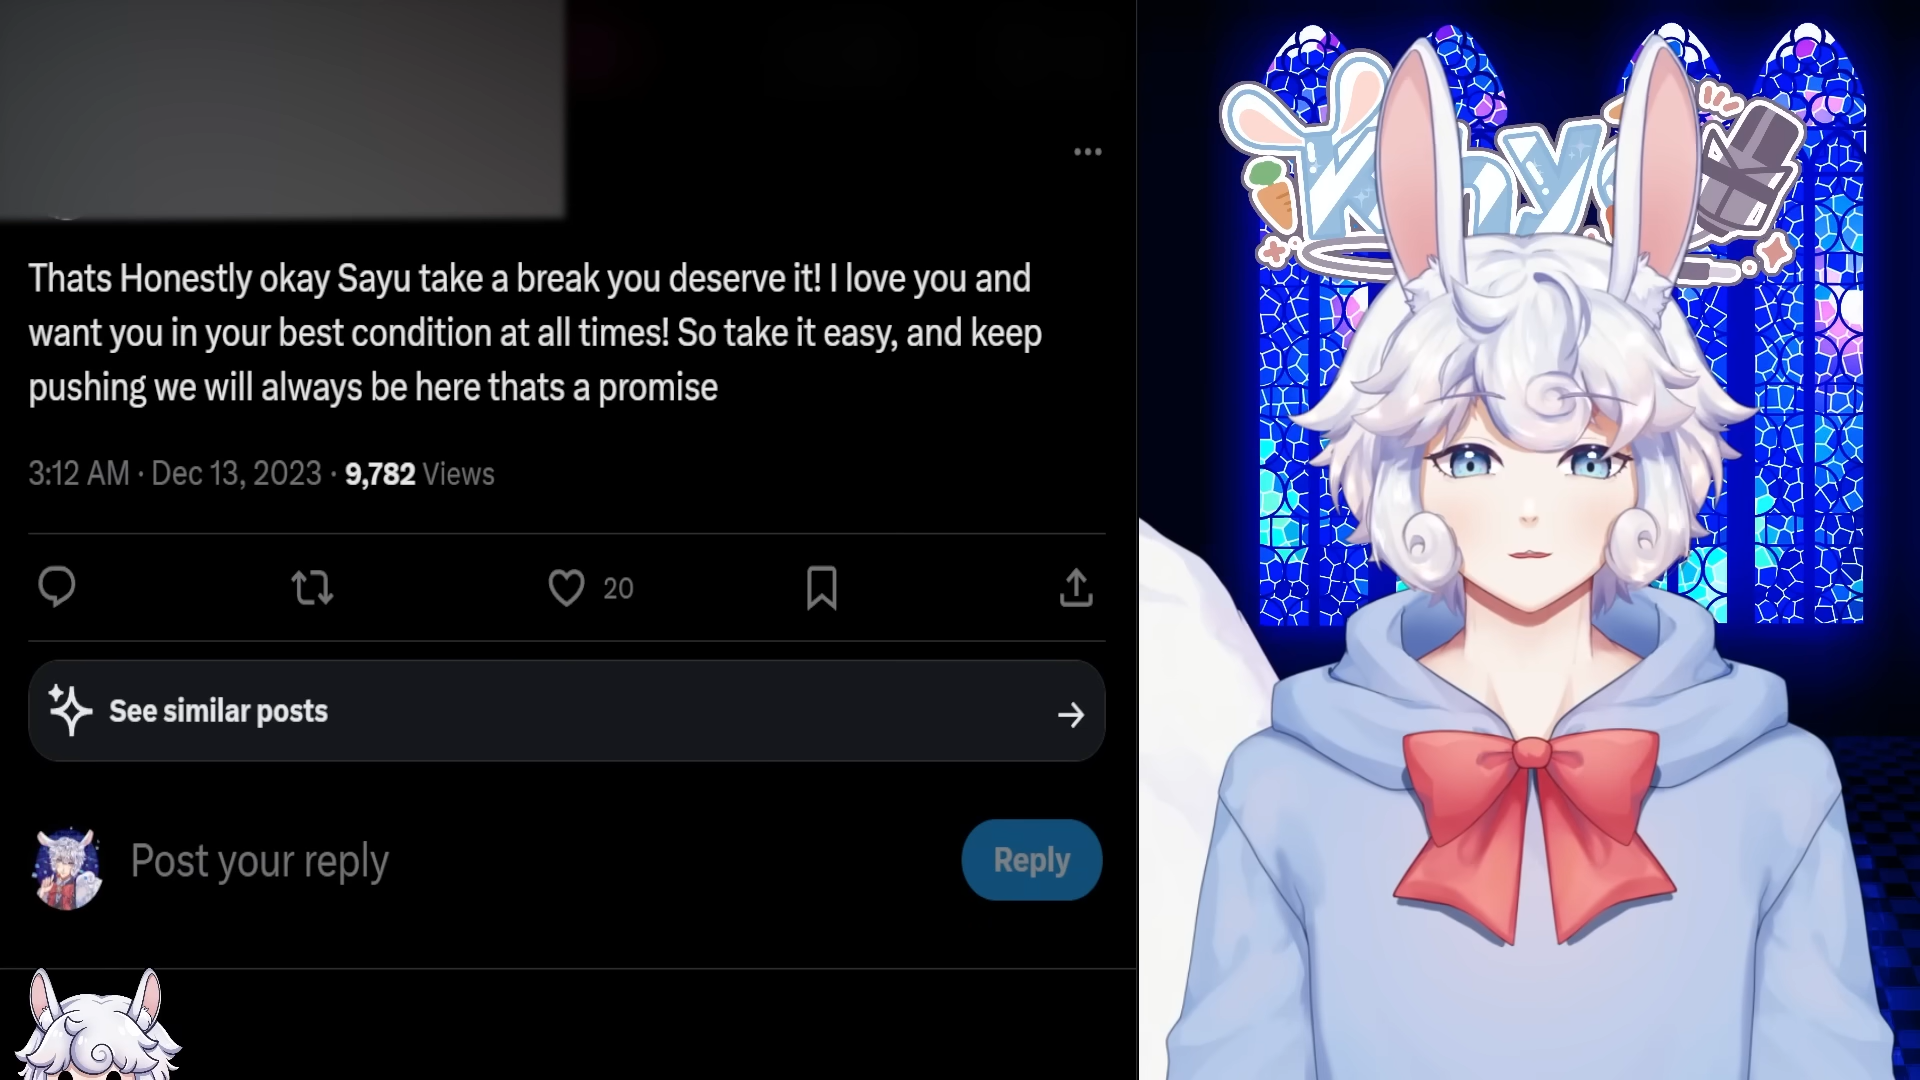 Thats Honestly okay Sayu take a break you deserve it! I love you and
want you in your best condition at all times! So take it easy, and keep
pushing we will always be here thats a promise
3:12 AM · Dec 13, 2023 · 9,782 Views
20
See similar posts
Post your reply
Reply